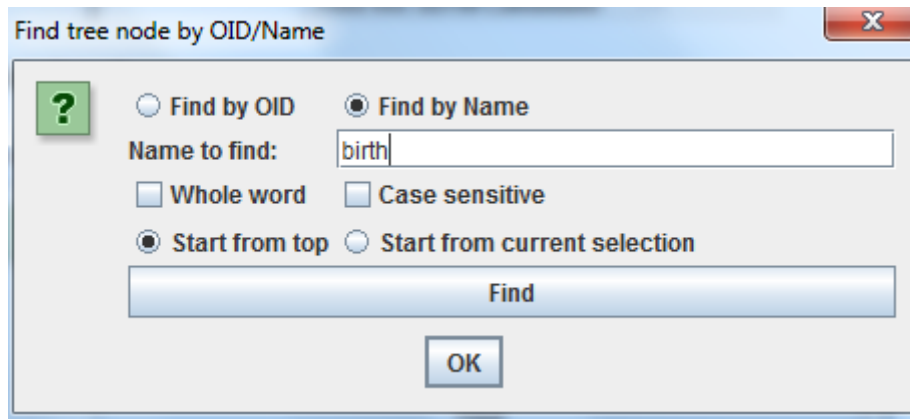 Find tree node by OID/Name
Find by OID Find by Name
Name to find: birth
Whole word Case sensitive
Start from top Start from current selection
Find
OK